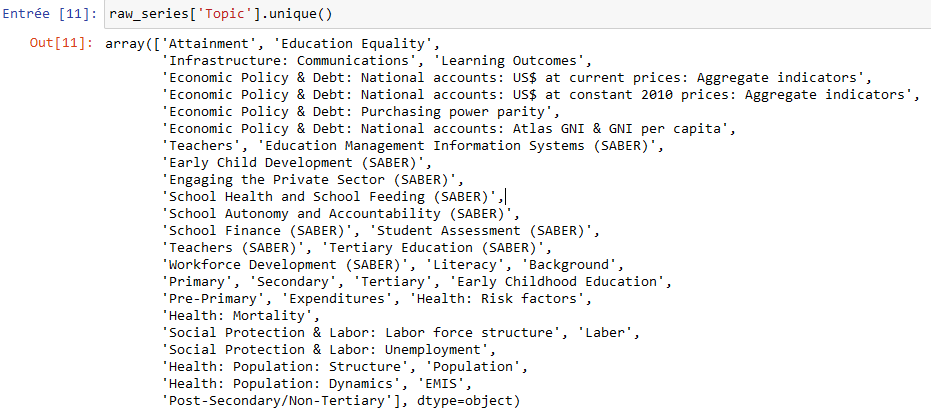 Entrée [11]: raw_series['Topic'].unique()
Out[11]: array(['Attainment', 'Education Equality',
'Infrastructure: Communications', 'Learning Outcomes',
'Economic Policy & Debt: National accounts: US$ at current prices: Aggregate indicators',
'Economic Policy & Debt: National accounts: US$ at constant 2010 prices: Aggregate indicators',
'Economic Policy & Debt: Purchasing power parity',
'Economic Policy & Debt: National accounts: Atlas GNI & GNI per capita',
'Teachers', 'Education Management Information Systems (SABER)',
'Early Child Development (SABER)',
'Engaging the Private Sector (SABER)',
'School Health and School Feeding (SABER)',
'School Autonomy and Accountability (SABER)',
'School Finance (SABER)', 'Student Assessment (SABER)',
'Teachers (SABER)', 'Tertiary Education (SABER)',
'Workforce Development (SABER)', 'Literacy', 'Background',
'Primary', 'Secondary', 'Tertiary', 'Early Childhood Education',
'Pre-Primary', 'Expenditures', 'Health: Risk factors',
'Health: Mortality',
'Social Protection & Labor: Labor force structure', 'Laber',
'Social Protection & Labor: Unemployment',
'Health: Population: Structure', 'Population',
'Health: Population: Dynamics', 'EMIS',
'Post-Secondary/Non-Tertiary'], dtype=object)